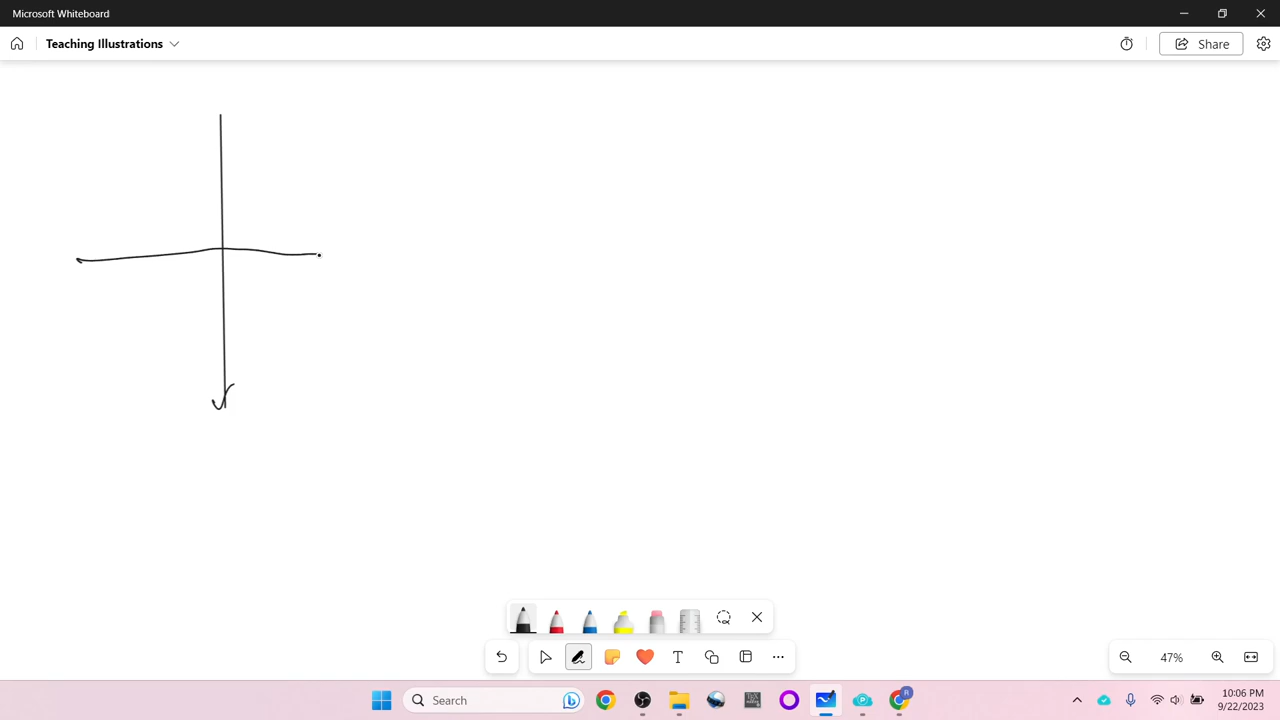 Microsoft Whiteboard
Teaching Illustrations
Share
47%
Search
R
10:06 PM
9/22/2023